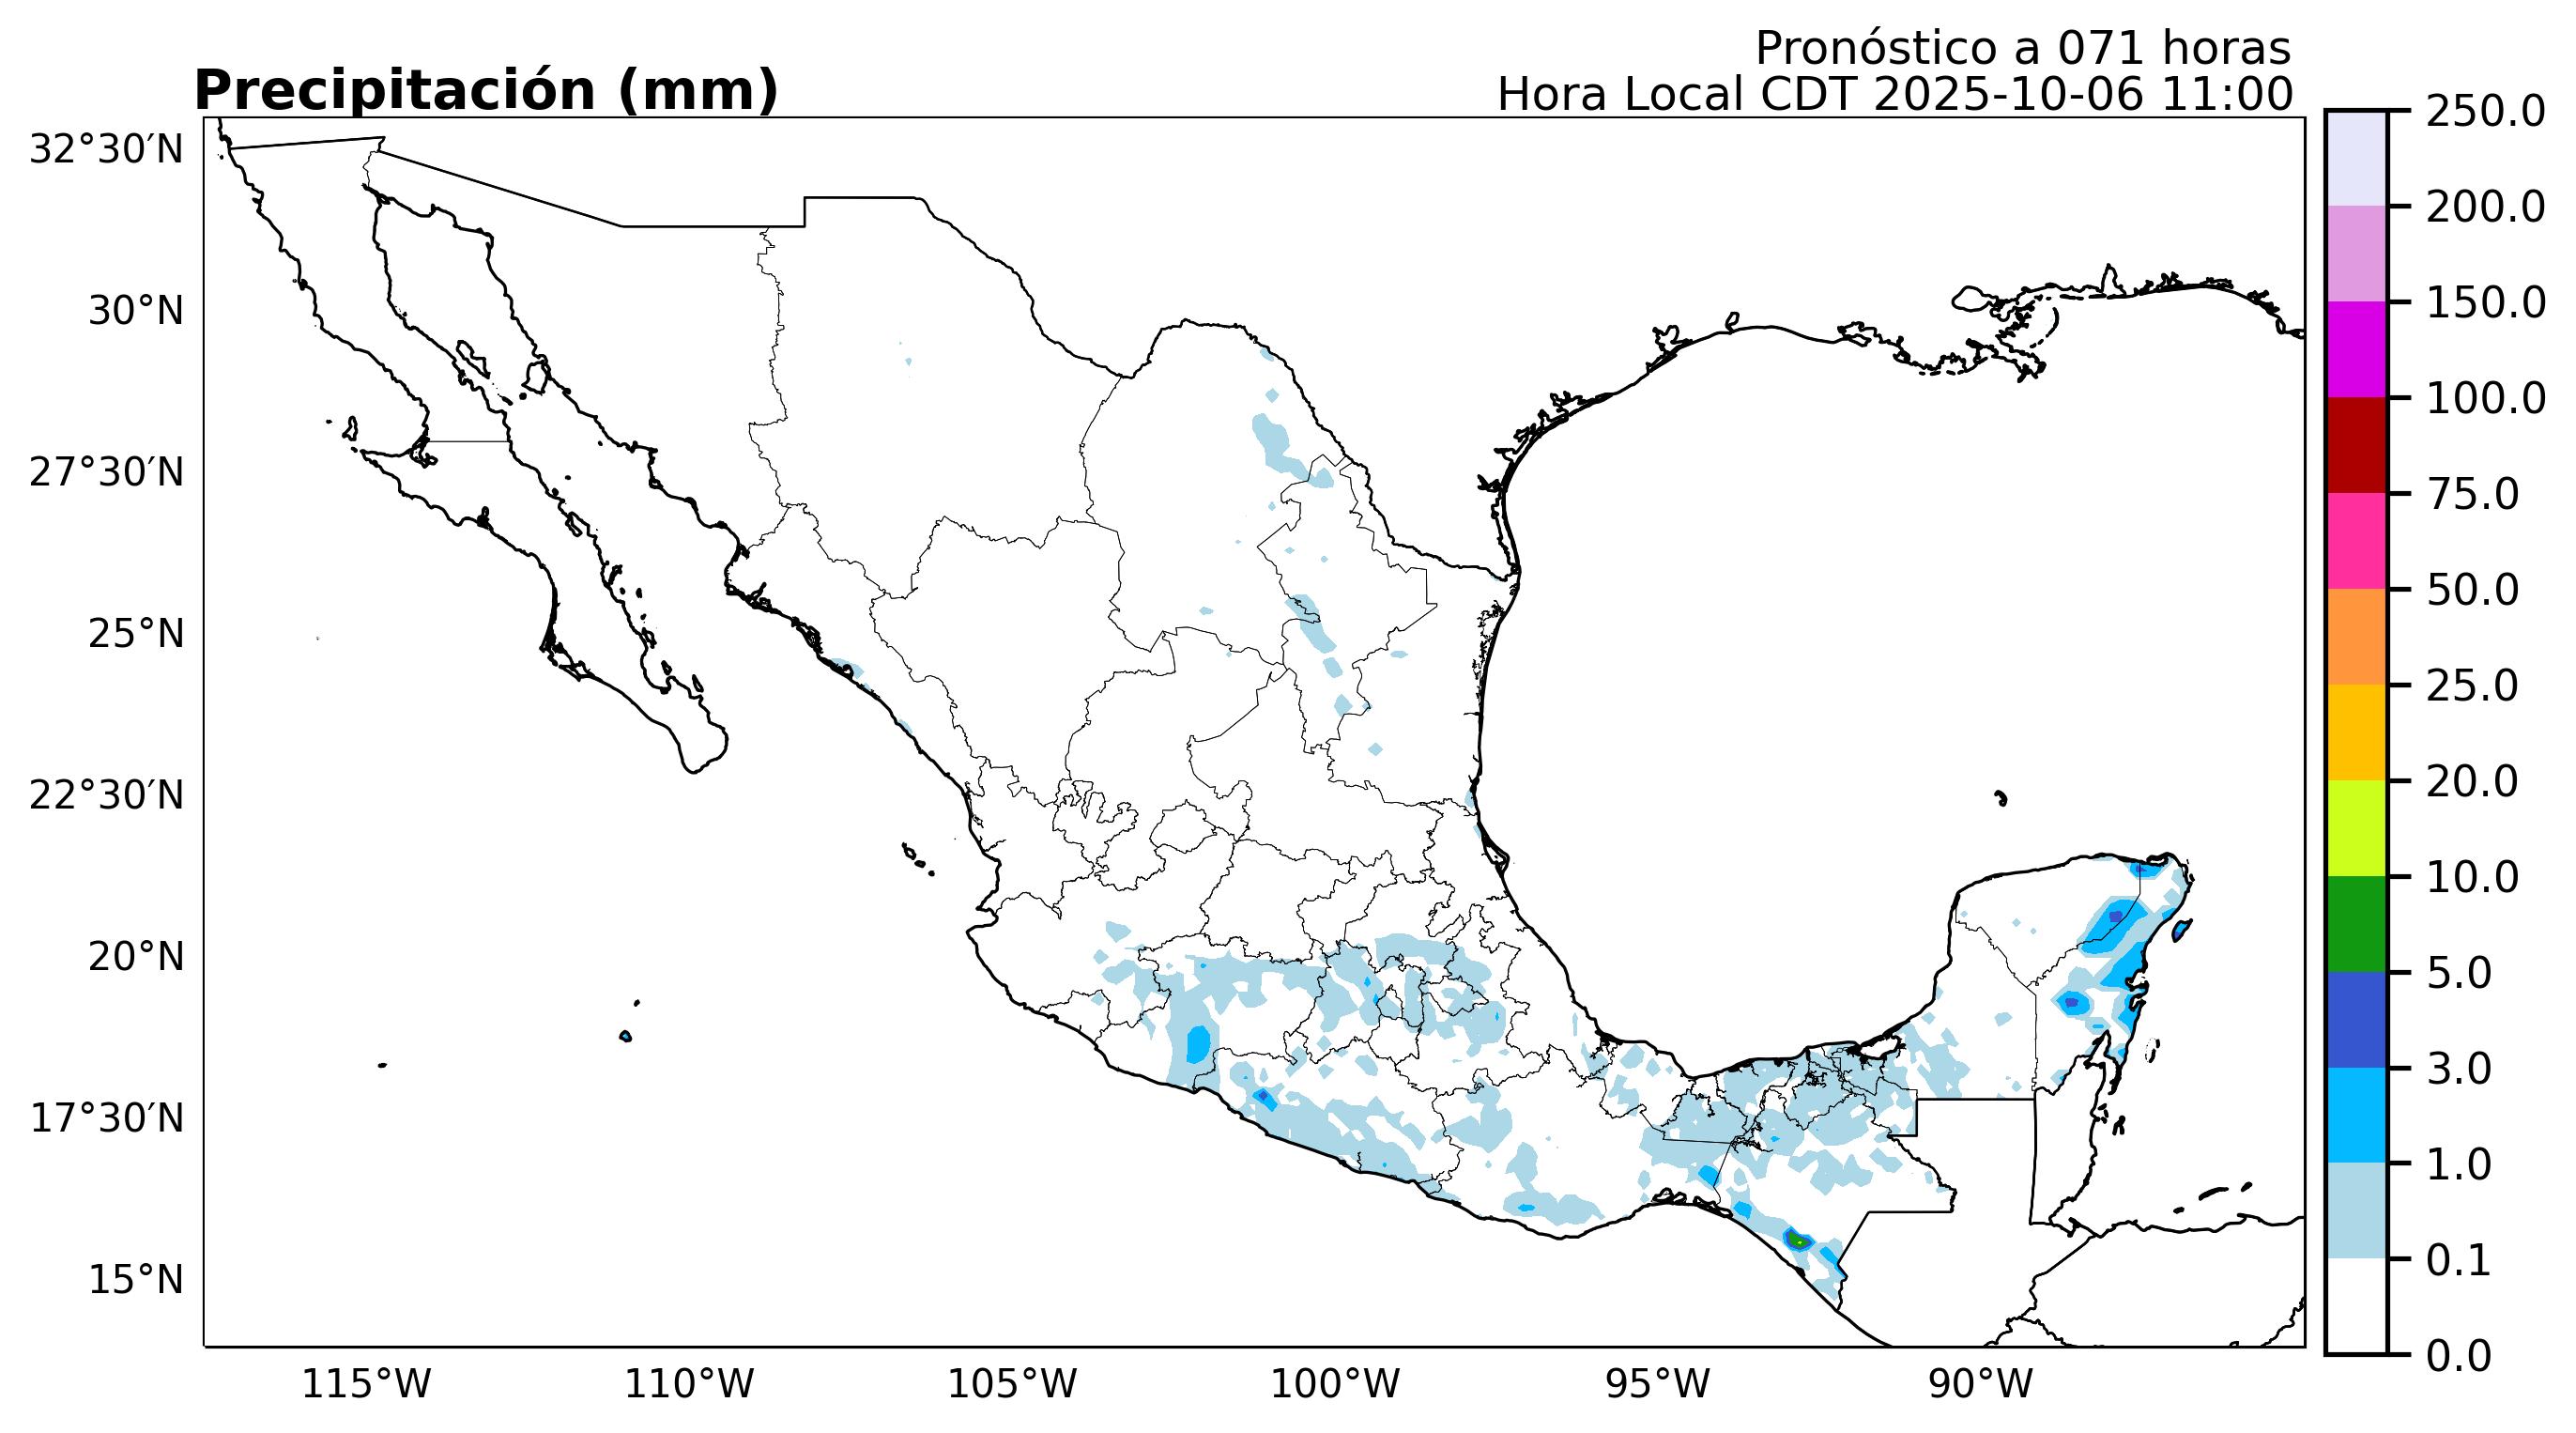 Pronóstico a 071 horas
Precipitación (mm)
Hora Local CDT 2025-10-06 11:00
32°30′N
30°N
27°30′N
25°N
22°30′N
20°N
17°30′N
15°N
115°W
110°W
105°W
100°W
95°W
90°W
250.0
200.0
150.0
100.0
75.0
50.0
25.0
20.0
10.0
5.0
3.0
1.0
0.1
0.0